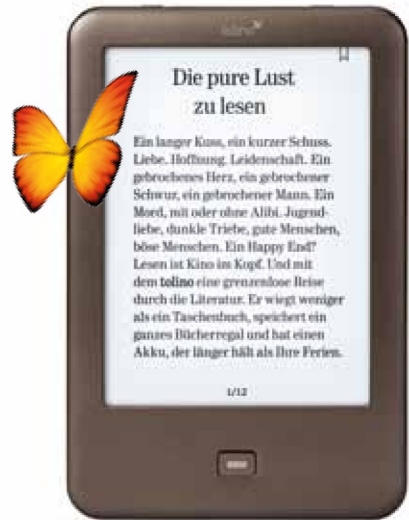 Die pure Lust
zu lesen
Ein langer Kuss, ein kurzer Schuss.
Liebe. Hoffnung. Leidenschaft. Ein
gebrochenes Herz, ein gebrochener
Schwur, ein gebrochener Mann. Ein
Mord, mit oder ohne Alibi. Jugend-
liebe, dunkle Triebe, gute Menschen,
böse Menschen. Ein Happy End?
Lesen ist Kino im Kopf. Und mit
dem tolino eine grenzenlose Reise
durch die Literatur. Er wiegt weniger
als ein Taschenbuch, speichert ein
ganzes Bücherregal und hat einen
Akku, der länger hält als Ihre Ferien.
1/12